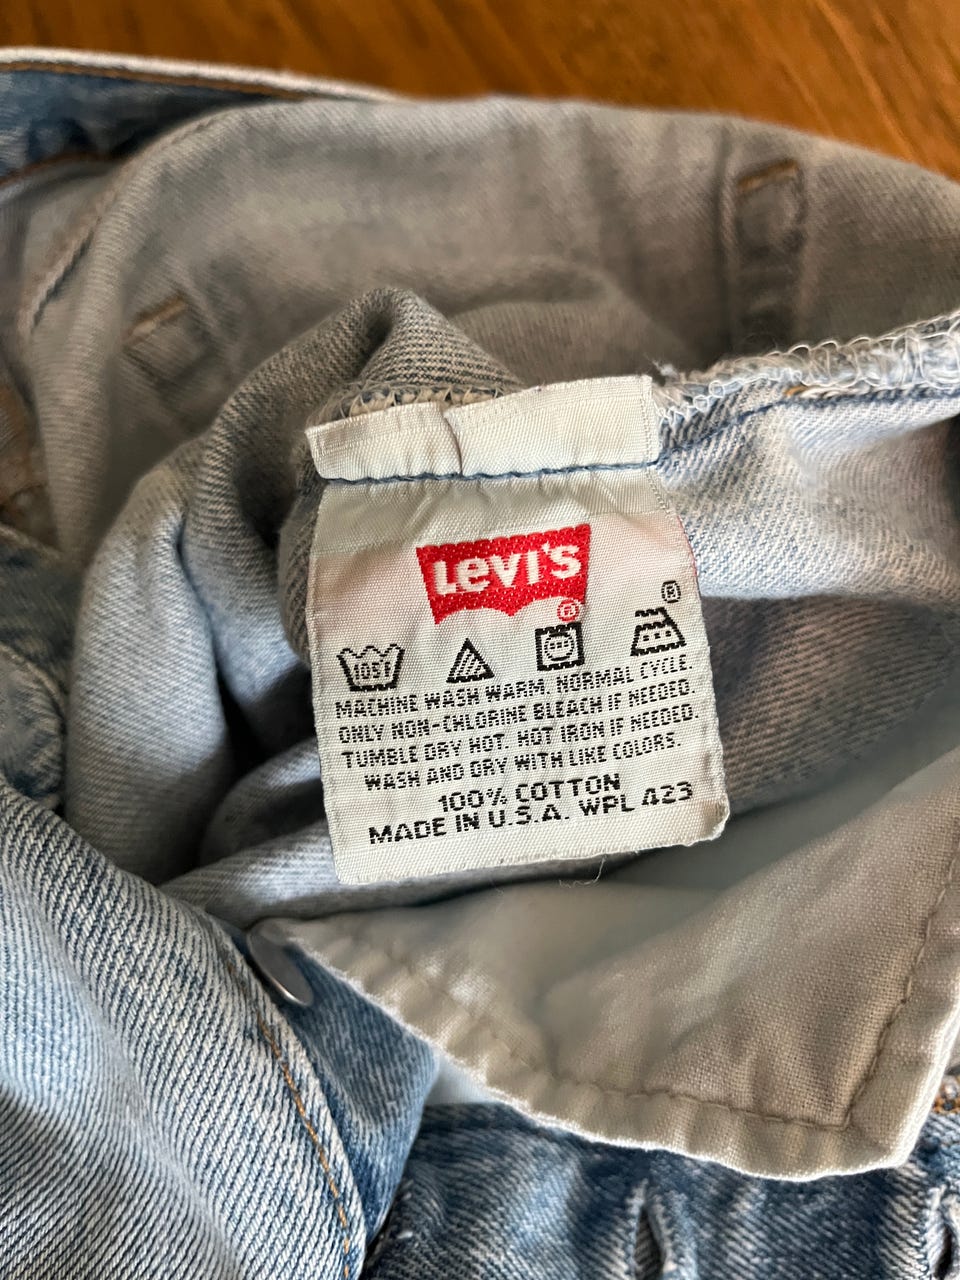 Levi's
®
®
105F
MACHINE WASH WARM. NORMAL CYCLE.
ONLY NON-CHLORINE BLEACH IF NEEDED.
TUMBLE DRY HOT. HOT IRON IF NEEDED.
WASH AND DRY WITH LIKE COLORS.
100% COTTON
MADE IN U.S.A. WPL 423